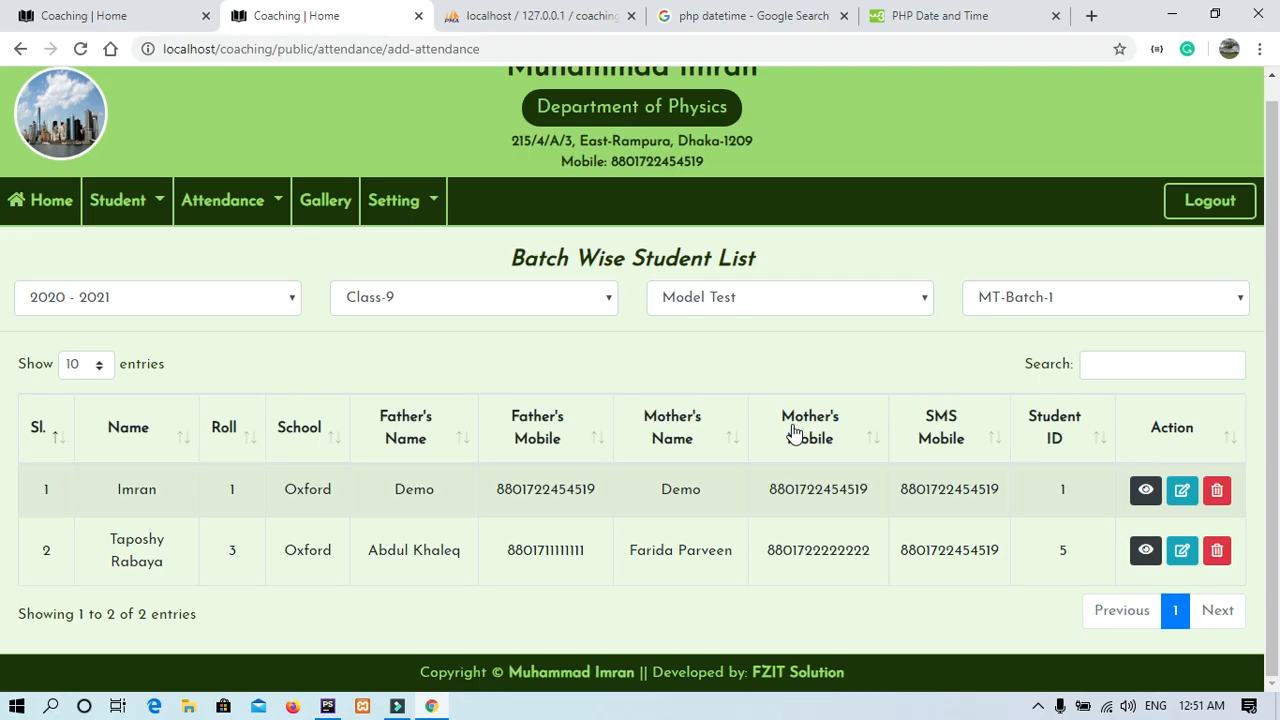 Coaching | Home
Coaching | Home
localhost / 127.0.0.1 / coaching
php datetime - Google Search
PHP Date and Time
localhost/coaching/public/attendance/add-attendance
Muhammad Imran
Department of Physics
215/4/A/3, East-Rampura, Dhaka-1209
Mobile: 8801722454519
Home Student Attendance Gallery Setting Logout
Batch Wise Student List
2020 - 2021 Class-9 Model Test MT-Batch-1
Show 10 entries Search:
Sl. Name Roll School Father's Name Father's Mobile Mother's Name Mother's Mobile SMS Mobile Student ID Action
1 Imran 1 Oxford Demo 8801722454519 Demo 8801722454519 8801722454519 1
2 Taposhy Rabaya 3 Oxford Abdul Khaleq 8801711111111 Farida Parveen 8801722222222 8801722454519 5
Showing 1 to 2 of 2 entries Previous 1 Next
Copyright © Muhammad Imran || Developed by: FZIT Solution
ENG 12:51 AM